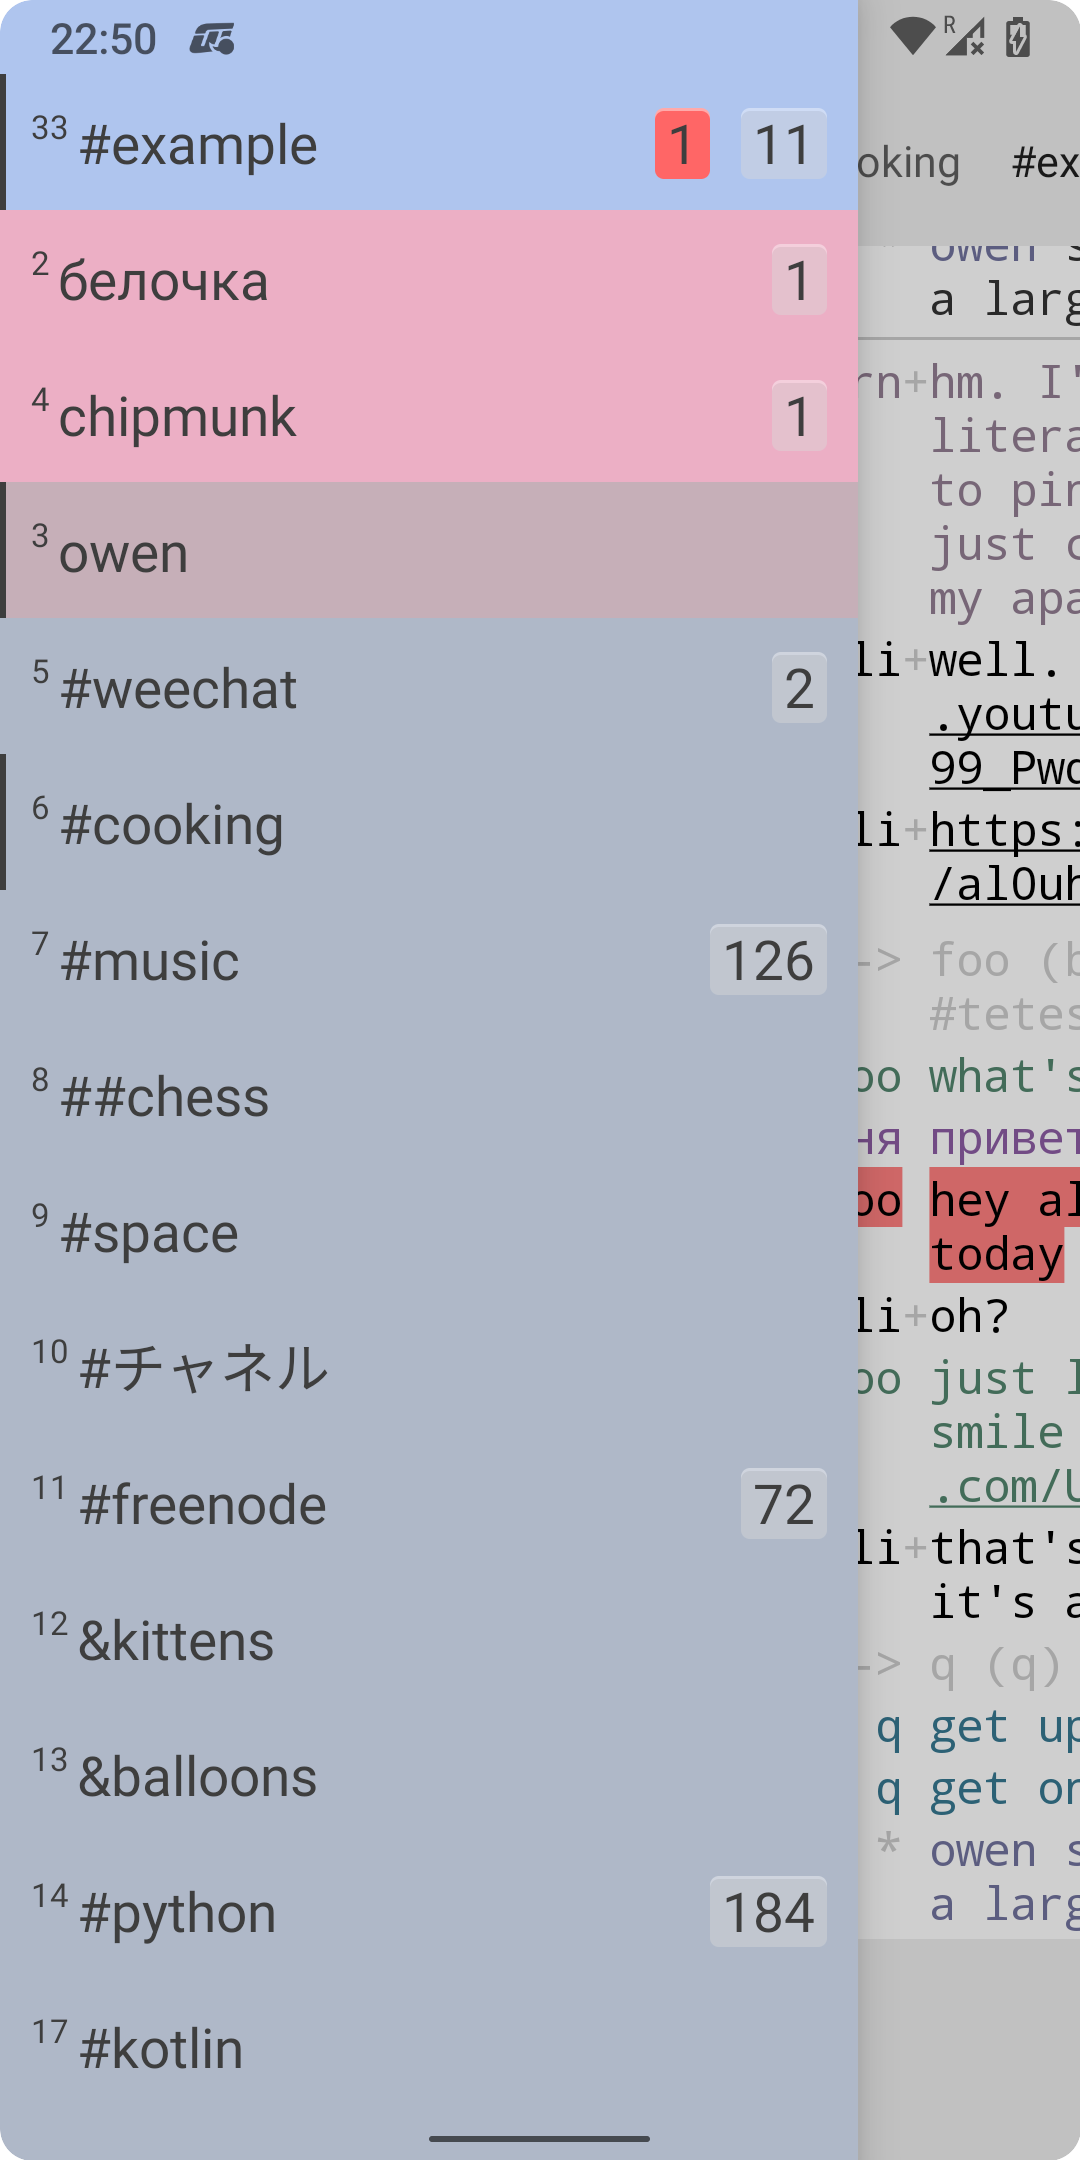 22:50
R
33 #example 1 11
2 белочка 1
4 chipmunk 1
3 owen
5 #weechat 2
6 #cooking
7 #music 126
8 ##chess
9 #space
10 #チャネル
11 #freenode 72
12 &kittens
13 &balloons
14 #python 184
17 #kotlin
oking #ex
owen s
a larg
rn+hm. I'
litera
to pin
just c
my apa
li+well.
.youtu
99_Pwo
li+https:
/alOuh
-> foo (b
#tetes
oo what's
ня привет
oo hey al
today
li+oh?
oo just l
smile
.com/U
li+that's
it's a
-> q (q)
q get up
q get on
* owen s
a larg